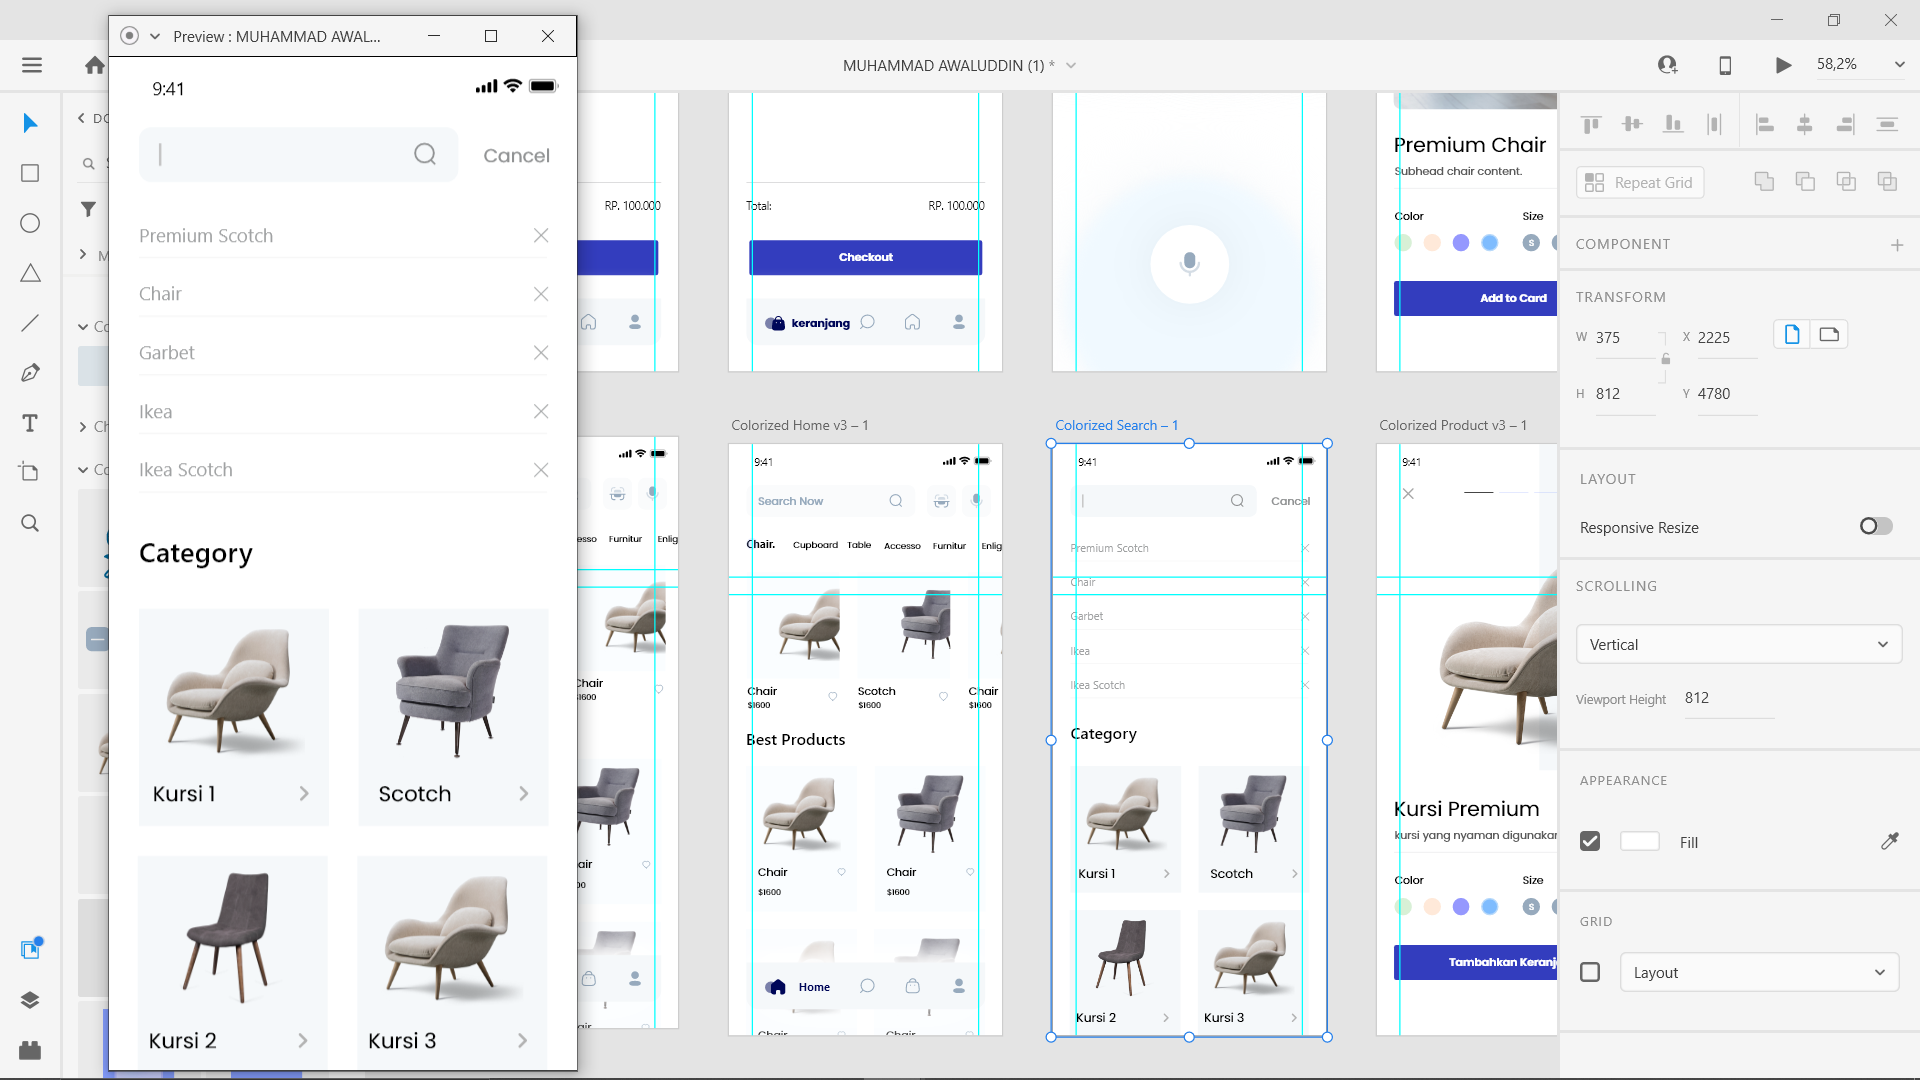 Preview : MUHAMMAD AWAL...
MUHAMMAD AWALUDDIN (1) *
58,2%
9:41
Cancel
Premium Scotch
Chair
Garbet
Ikea
Ikea Scotch
Category
Kursi 1
Scotch
Kursi 2
Kursi 3
RP. 100.000
Total:
RP. 100.000
Checkout
keranjang
Premium Chair
Subhead chair content.
Color
Size
S
Add to Card
Colorized Home v3 – 1
Colorized Search – 1
Colorized Product v3 – 1
esso
Furnitur
Enlig
Chair
$1600
9:41
Search Now
Chair.
Cupboard
Table
Accesso
Furnitur
Enlig
Chair
$1600
Scotch
$1600
Chair
$1600
Best Products
Chair
$1600
Chair
$1600
Home
9:41
Cancel
Premium Scotch
Chair
Garbet
Ikea
Ikea Scotch
Category
Kursi 1
Scotch
Kursi 2
Kursi 3
9:41
Kursi Premium
kursi yang nyaman digunakan
Color
Size
S
Tambahkan Keranj
Repeat Grid
COMPONENT
TRANSFORM
W 375
X 2225
H 812
Y 4780
LAYOUT
Responsive Resize
SCROLLING
Vertical
Viewport Height 812
APPEARANCE
Fill
GRID
Layout